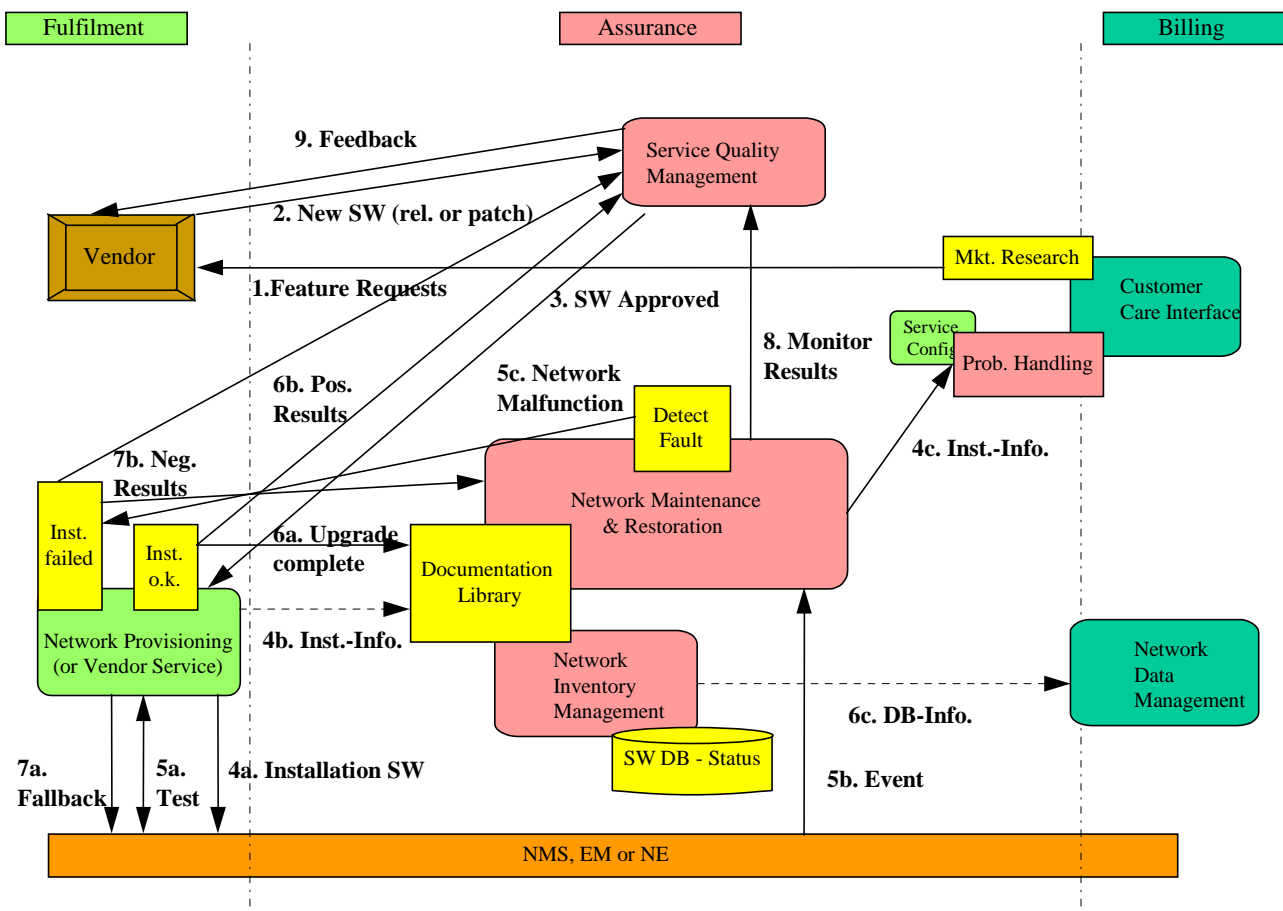 Fulfilment
Assurance
Billing
9. Feedback
Service Quality
Management
2. New SW (rel. or patch)
Vendor
Mkt. Research
1.Feature Requests
3. SW Approved
Customer
Care Interface
Service
Config
8. Monitor
Results
Prob. Handling
6b. Pos.
Results
5c. Network
Malfunction
Detect
Fault
4c. Inst.-Info.
7b. Neg.
Results
Network Maintenance
& Restoration
Inst.
failed
Inst.
o.k.
6a. Upgrade
complete
Documentation
Library
4b. Inst.-Info.
Network Provisioning
(or Vendor Service)
Network
Inventory
Management
Network
Data
Management
6c. DB-Info.
SW DB - Status
7a.
Fallback
5a.
Test
4a. Installation SW
5b. Event
NMS, EM or NE